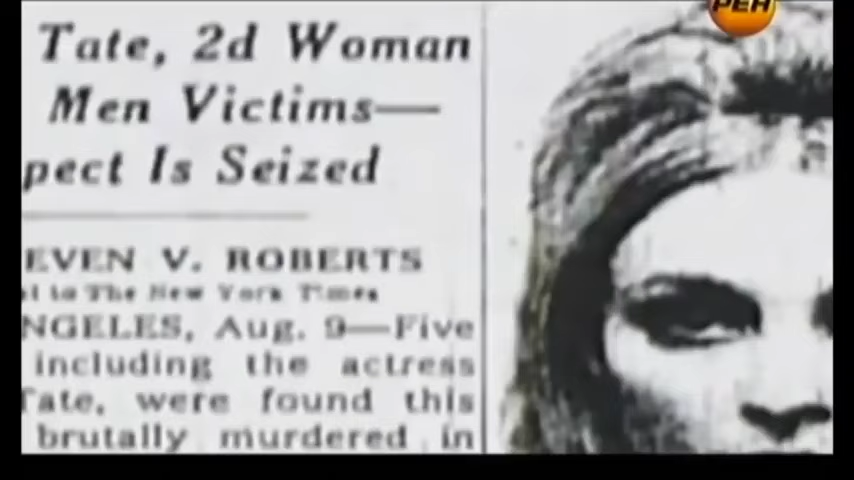 РЕН
Tate, 2d Woman
Men Victims—
pect Is Seized
EVEN V. ROBERTS
l to The New York Times
NGELES, Aug. 9—Five
including the actress
Tate, were found this
brutally murdered in